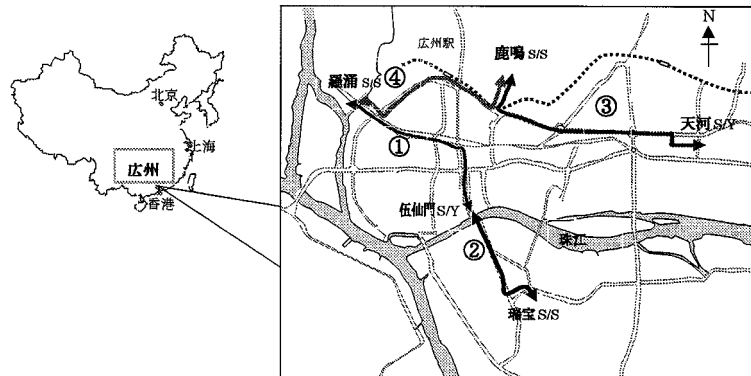 北京
上海
広州
香港
N
広州駅
鹿鳴 S/S
羅涌 S/S
④
③
天河 S/Y
①
伍仙門 S/Y
珠江
②
瑞宝 S/S